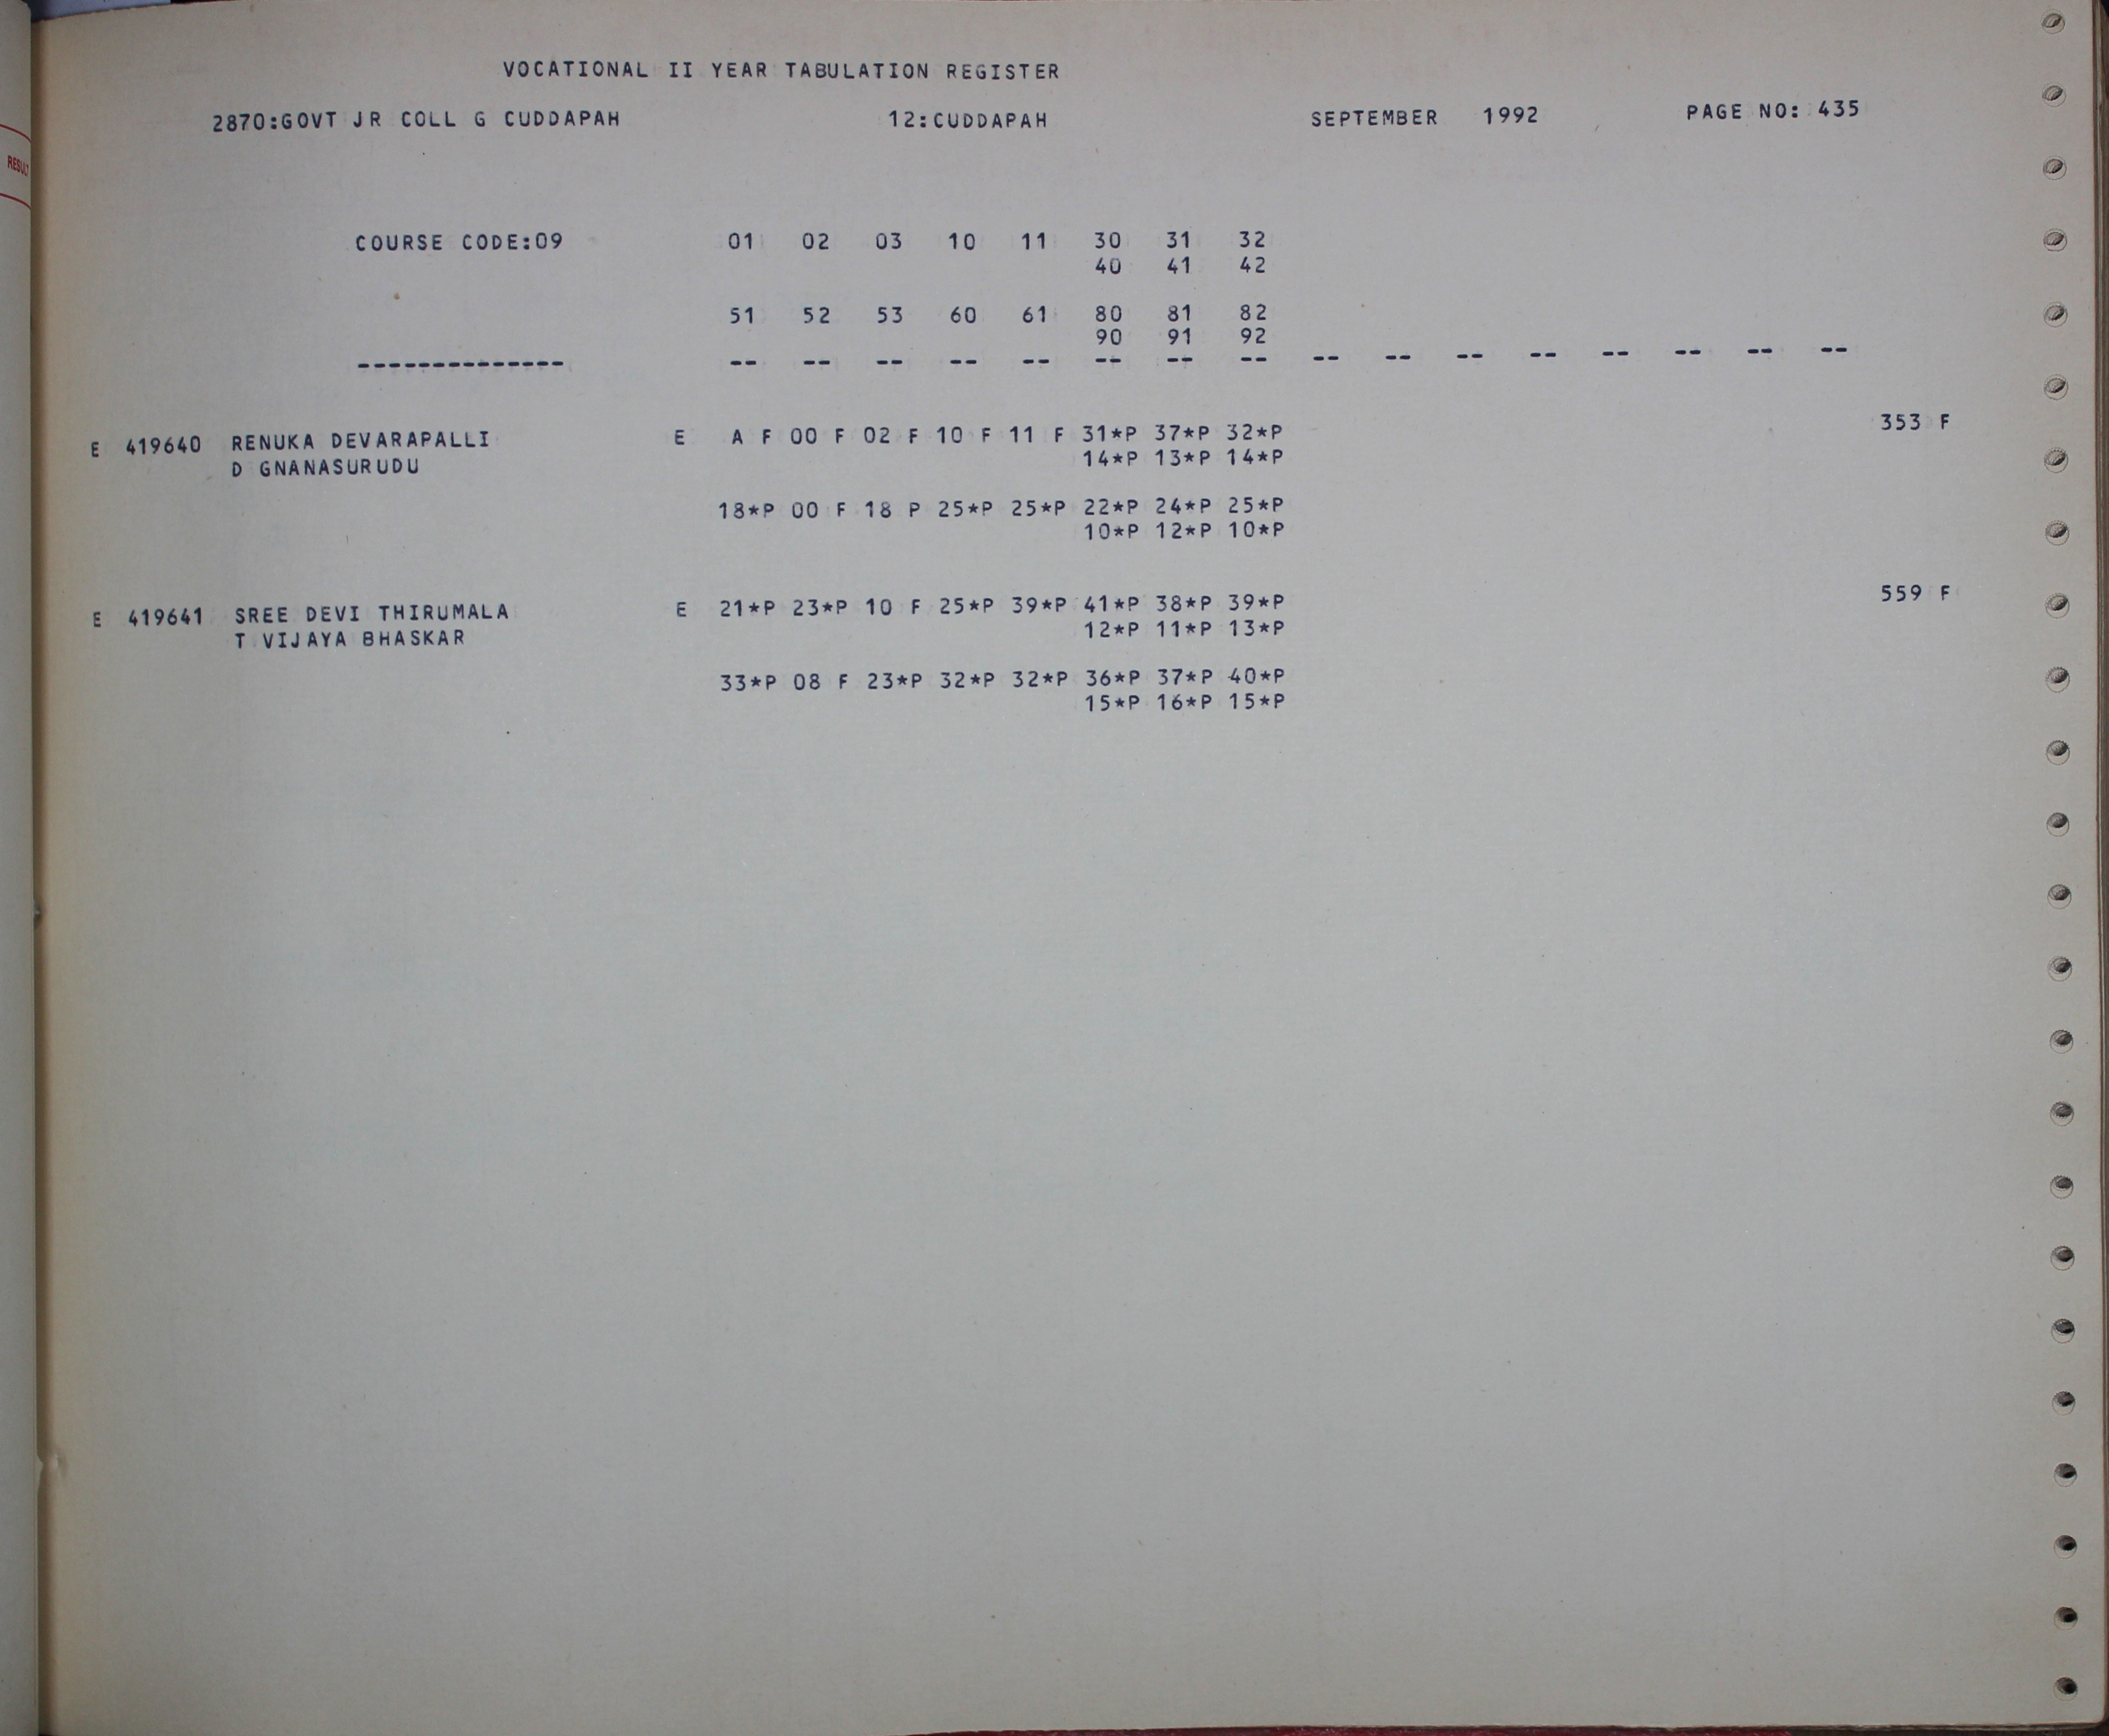 VOCATIONAL II YEAR TABULATION REGISTER
2870:GOVT JR COLL G CUDDAPAH 12:CUDDAPAH SEPTEMBER 1992 PAGE NO: 435
COURSE CODE:09 01 02 03 10 11 30 31 32
40 41 42
51 52 53 60 61 80 81 82
90 91 92
-------------- -- -- -- -- -- -- -- -- -- -- -- -- -- -- -- --
E 419640 RENUKA DEVARAPALLI E A F 00 F 02 F 10 F 11 F 31*P 37*P 32*P 353 F
D GNANASURUDU 14*P 13*P 14*P
18*P 00 F 18 P 25*P 25*P 22*P 24*P 25*P
10*P 12*P 10*P
E 419641 SREE DEVI THIRUMALA E 21*P 23*P 10 F 25*P 39*P 41*P 38*P 39*P 559 F
T VIJAYA BHASKAR 12*P 11*P 13*P
33*P 08 F 23*P 32*P 32*P 36*P 37*P 40*P
15*P 16*P 15*P